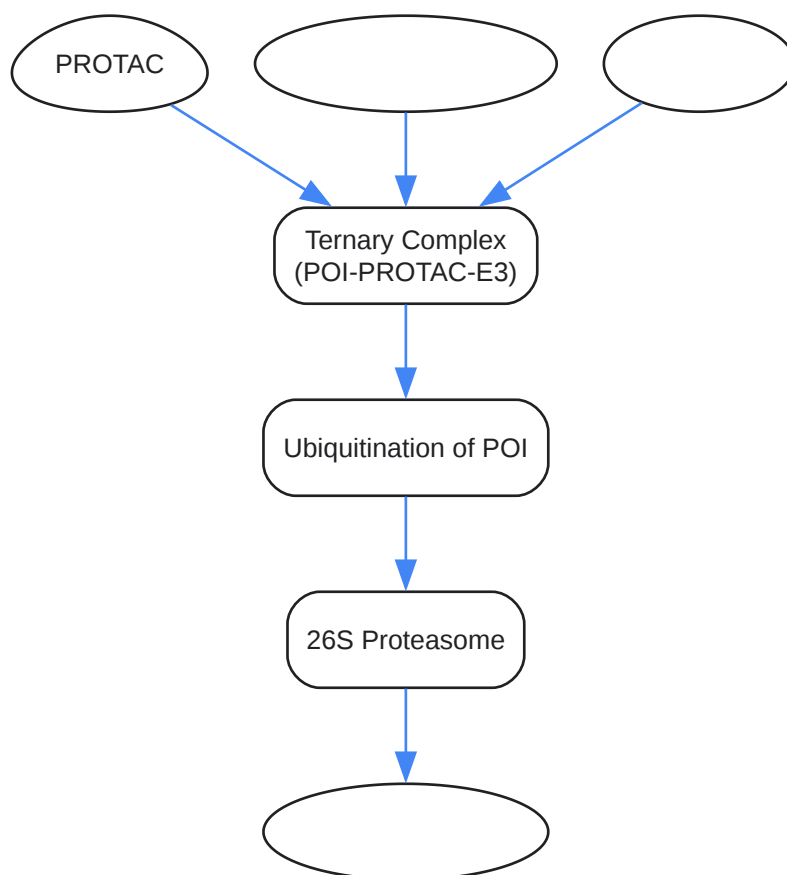 PROTAC
Ternary Complex
(POI-PROTAC-E3)
Ubiquitination of POI
26S Proteasome